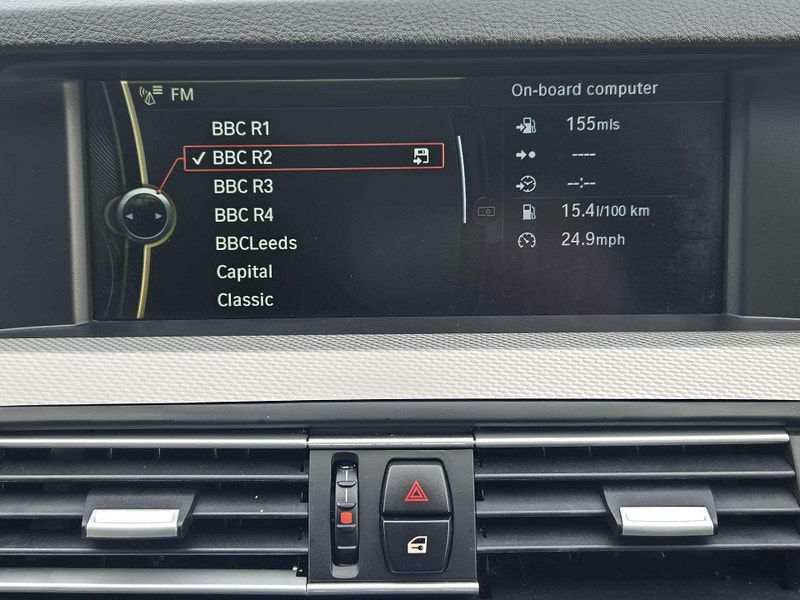 FM
BBC R1
BBC R2
BBC R3
BBC R4
BBCLeeds
Capital
Classic
On-board computer
155mls
----
--:--
15.4l/100 km
24.9mph